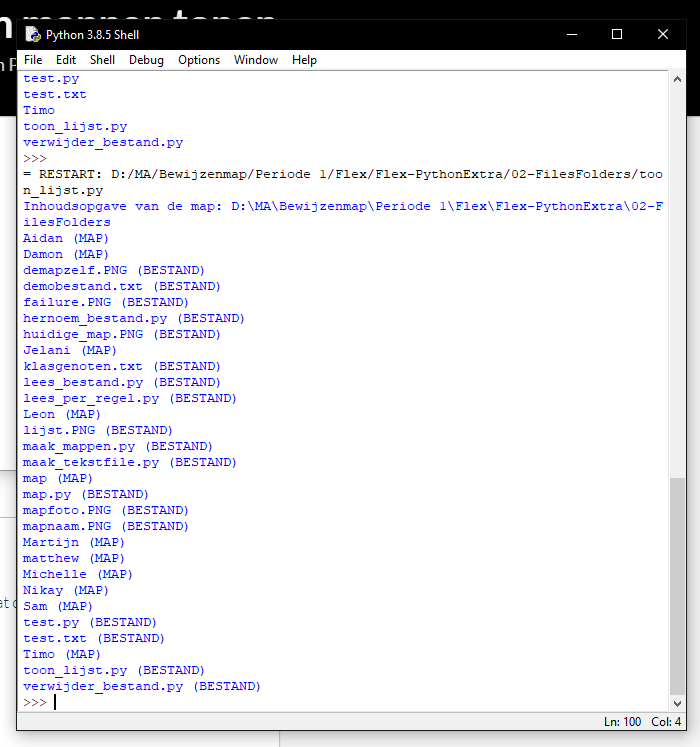 n mappen tonen
Python 3.8.5 Shell
File Edit Shell Debug Options Window Help
test.py
test.txt
Timo
toon_lijst.py
verwijder_bestand.py
>>>
= RESTART: D:/MA/Bewijzenmap/Periode 1/Flex/Flex-PythonExtra/02-FilesFolders/too
n_lijst.py
Inhoudsopgave van de map: D:\MA\Bewijzenmap\Periode 1\Flex\Flex-PythonExtra\02-F
ilesFolders
Aidan (MAP)
Damon (MAP)
demapzelf.PNG (BESTAND)
demobestand.txt (BESTAND)
failure.PNG (BESTAND)
hernoem_bestand.py (BESTAND)
huidige_map.PNG (BESTAND)
Jelani (MAP)
klasgenoten.txt (BESTAND)
lees_bestand.py (BESTAND)
lees_per_regel.py (BESTAND)
Leon (MAP)
lijst.PNG (BESTAND)
maak_mappen.py (BESTAND)
maak_tekstfile.py (BESTAND)
map (MAP)
map.py (BESTAND)
mapfoto.PNG (BESTAND)
mapnaam.PNG (BESTAND)
Martijn (MAP)
matthew (MAP)
Michelle (MAP)
Nikay (MAP)
Sam (MAP)
test.py (BESTAND)
test.txt (BESTAND)
Timo (MAP)
toon_lijst.py (BESTAND)
verwijder_bestand.py (BESTAND)
>>>
Ln: 100 Col: 4